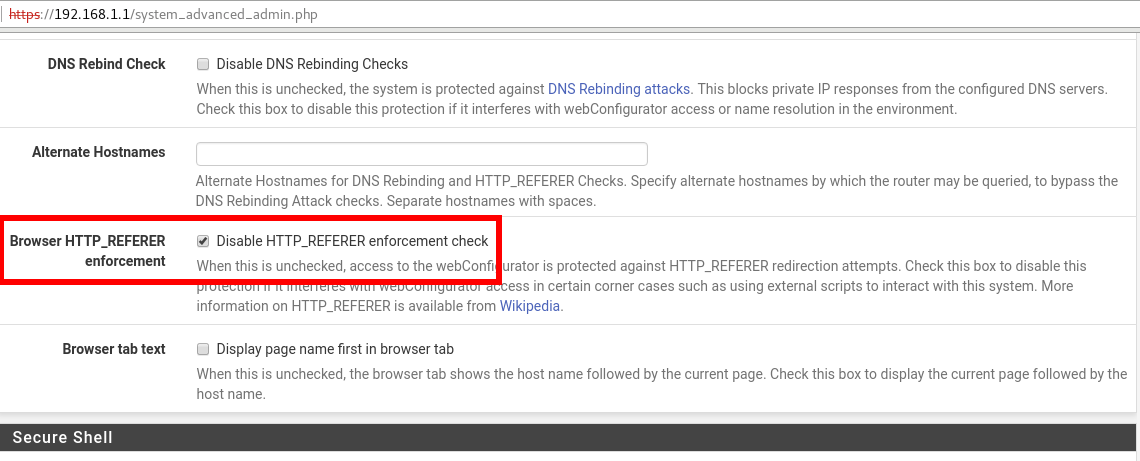 https://192.168.1.1/system_advanced_admin.php
DNS Rebind Check Disable DNS Rebinding Checks
When this is unchecked, the system is protected against DNS Rebinding attacks. This blocks private IP responses from the configured DNS servers.
Check this box to disable this protection if it interferes with webConfigurator access or name resolution in the environment.
Alternate Hostnames
Alternate Hostnames for DNS Rebinding and HTTP_REFERER Checks. Specify alternate hostnames by which the router may be queried, to bypass the
DNS Rebinding Attack checks. Separate hostnames with spaces.
Browser HTTP_REFERER Disable HTTP_REFERER enforcement check
enforcement When this is unchecked, access to the webConfigurator is protected against HTTP_REFERER redirection attempts. Check this box to disable this
protection if it interferes with webConfigurator access in certain corner cases such as using external scripts to interact with this system. More
information on HTTP_REFERER is available from Wikipedia.
Browser tab text Display page name first in browser tab
When this is unchecked, the browser tab shows the host name followed by the current page. Check this box to display the current page followed by the
host name.
Secure Shell